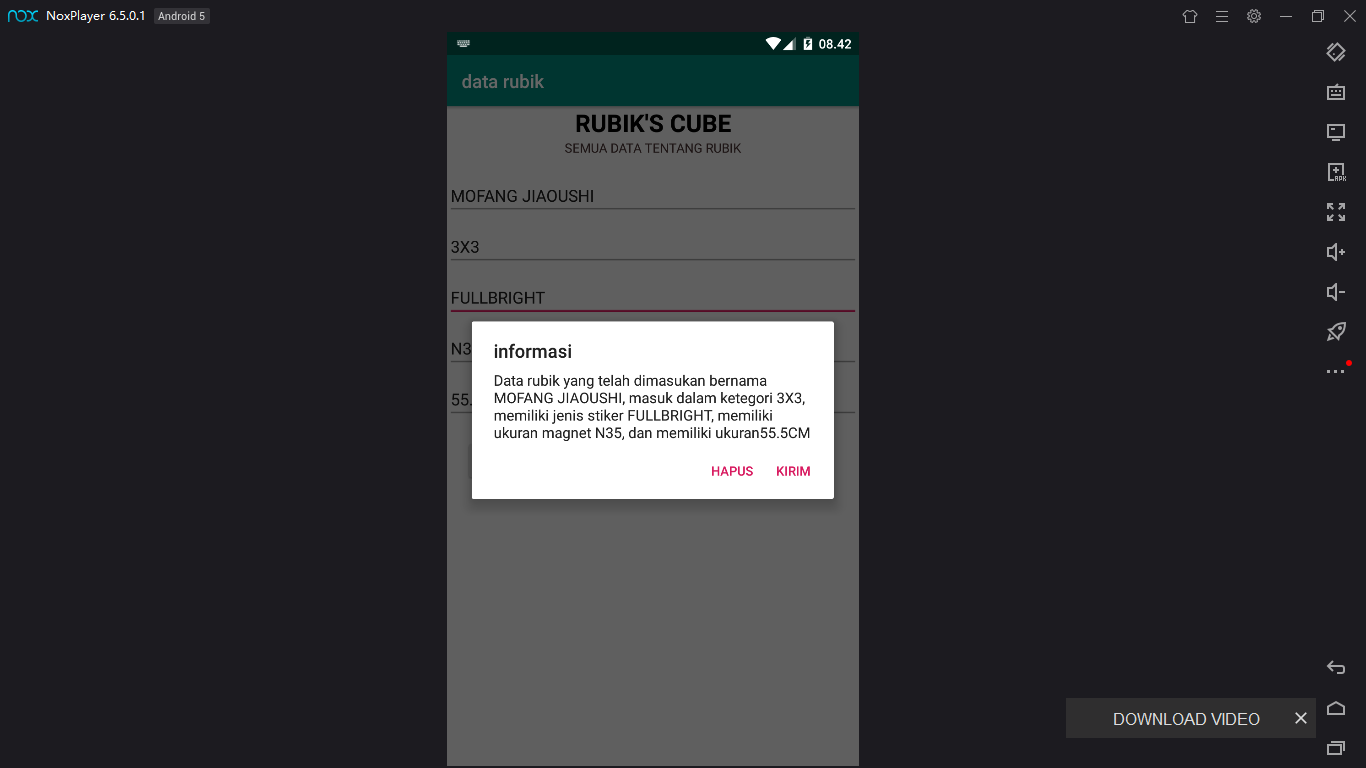 nox NoxPlayer 6.5.0.1 Android 5
08.42
data rubik
RUBIK'S CUBE
SEMUA DATA TENTANG RUBIK
MOFANG JIAOUSHI
3X3
FULLBRIGHT
N3
55.
informasi
Data rubik yang telah dimasukan bernama
MOFANG JIAOUSHI, masuk dalam ketegori 3X3,
memiliki jenis stiker FULLBRIGHT, memiliki
ukuran magnet N35, dan memiliki ukuran55.5CM
HAPUS KIRIM
APK
DOWNLOAD VIDEO